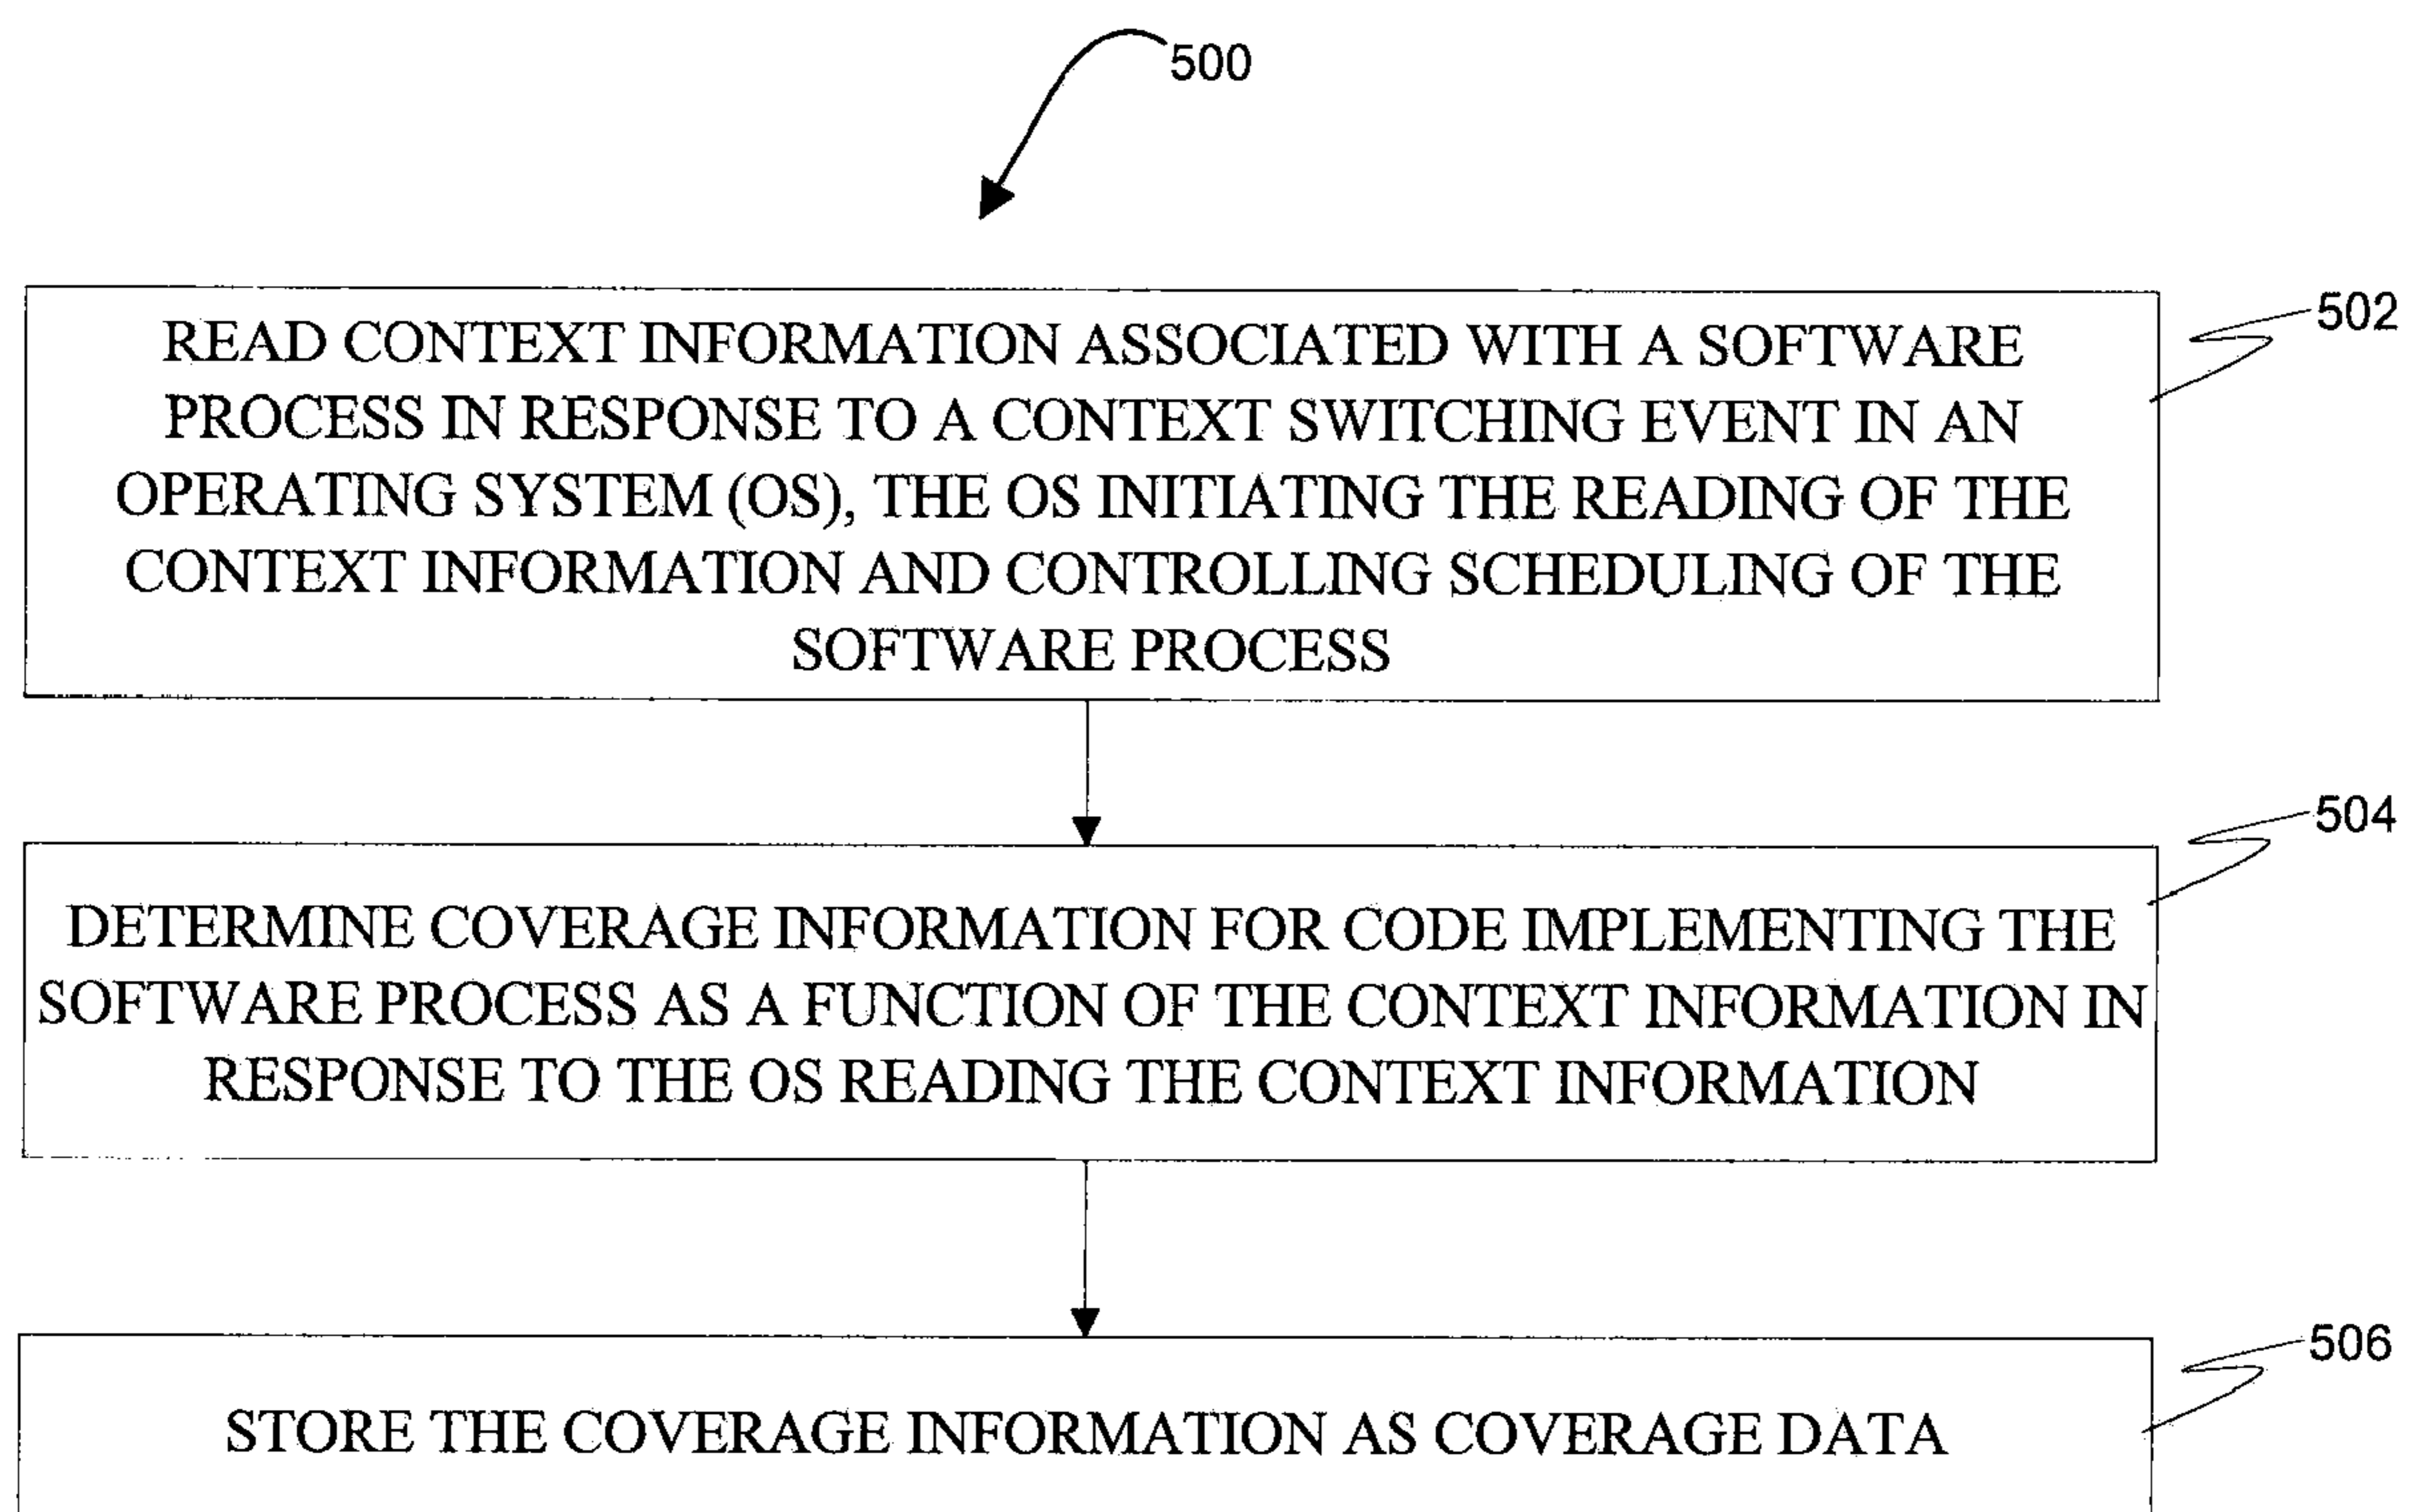 500
502
READ CONTEXT INFORMATION ASSOCIATED WITH A SOFTWARE
PROCESS IN RESPONSE TO A CONTEXT SWITCHING EVENT IN AN
OPERATING SYSTEM (OS), THE OS INITIATING THE READING OF THE
CONTEXT INFORMATION AND CONTROLLING SCHEDULING OF THE
SOFTWARE PROCESS
504
DETERMINE COVERAGE INFORMATION FOR CODE IMPLEMENTING THE
SOFTWARE PROCESS AS A FUNCTION OF THE CONTEXT INFORMATION IN
RESPONSE TO THE OS READING THE CONTEXT INFORMATION
506
STORE THE COVERAGE INFORMATION AS COVERAGE DATA